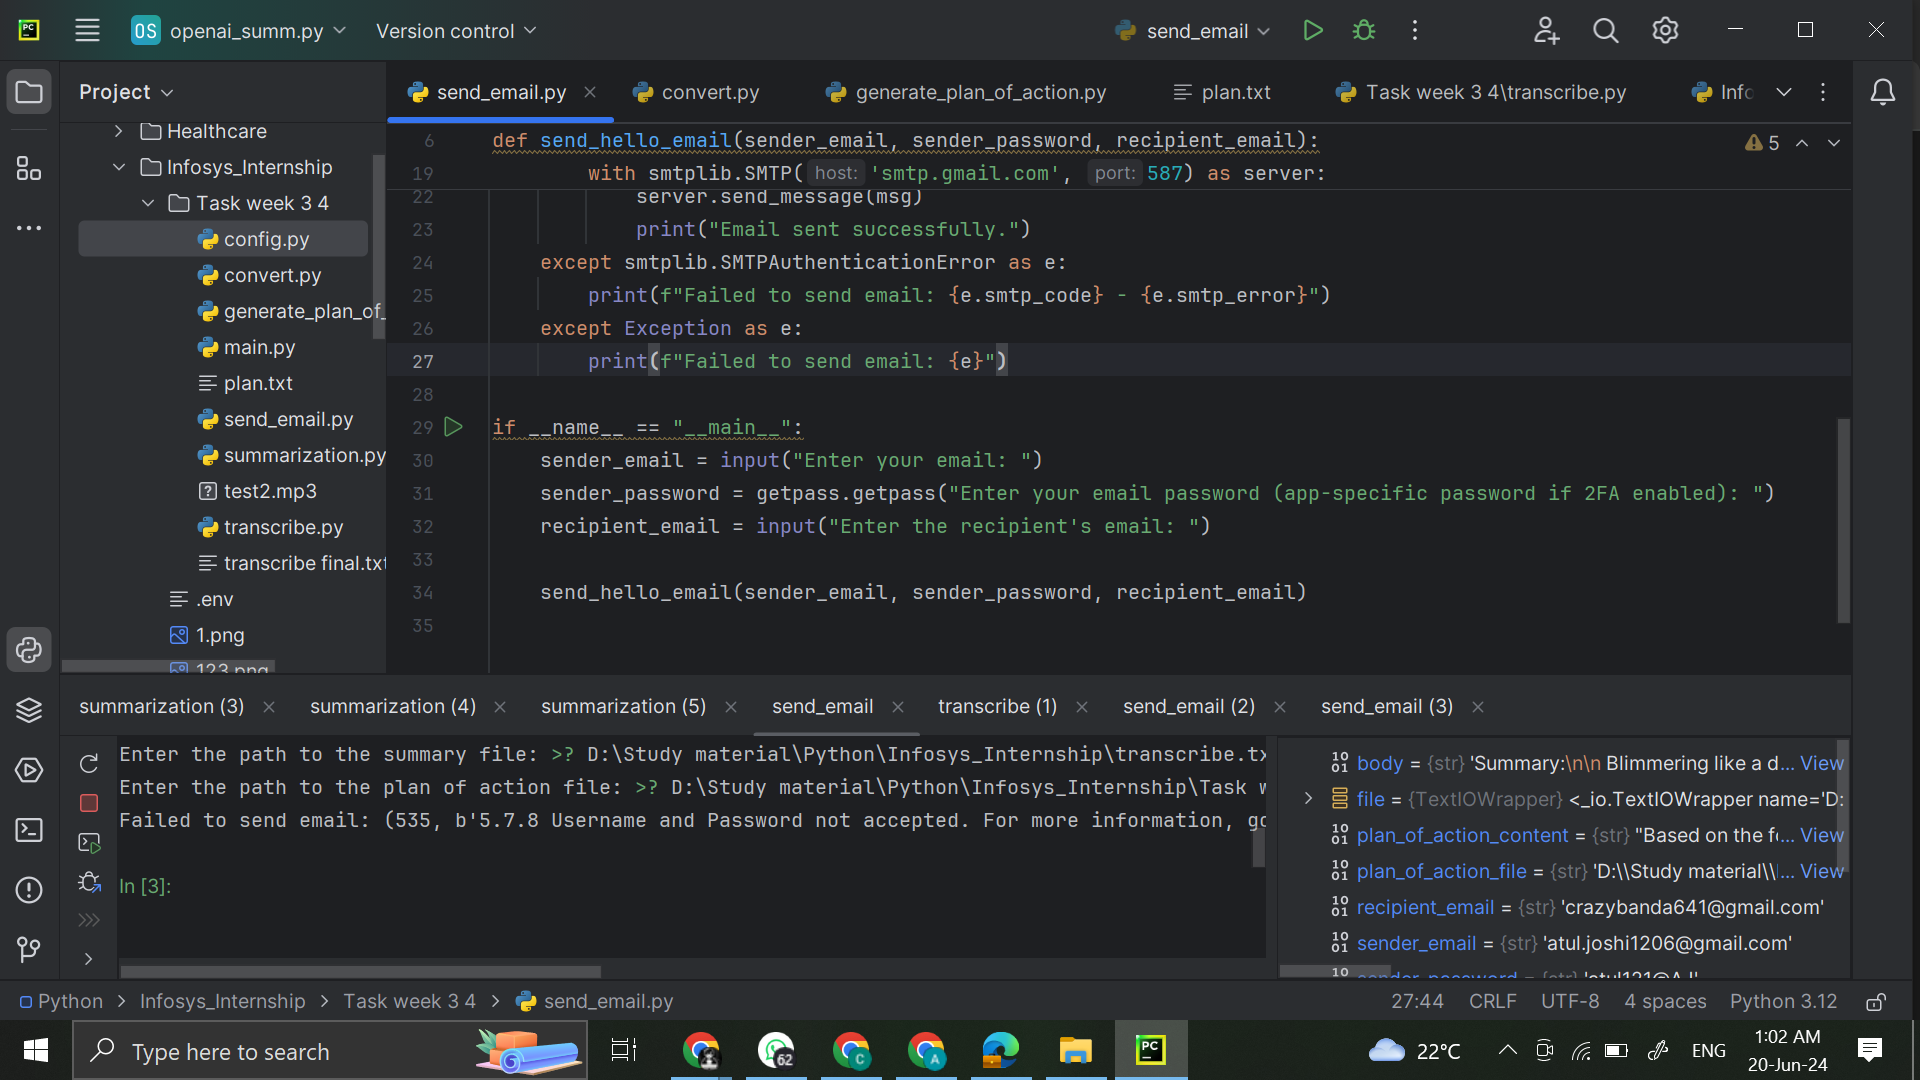 PC
OS openai_summ.py
Version control
send_email
Project
send_email.py
convert.py
generate_plan_of_action.py
plan.txt
Task week 3 4\transcribe.py
Info
Healthcare
Infosys_Internship
Task week 3 4
config.py
convert.py
generate_plan_of_
main.py
plan.txt
send_email.py
summarization.py
test2.mp3
transcribe.py
transcribe final.txt
.env
1.png
123.png
5
6 def send_hello_email(sender_email, sender_password, recipient_email):
19 with smtplib.SMTP( host: 'smtp.gmail.com', port: 587) as server:
22 server.send_message(msg)
23 print("Email sent successfully.")
24 except smtplib.SMTPAuthenticationError as e:
25 print(f"Failed to send email: {e.smtp_code} - {e.smtp_error}")
26 except Exception as e:
27 print(f"Failed to send email: {e}")
28
29 if __name__ == "__main__":
30 sender_email = input("Enter your email: ")
31 sender_password = getpass.getpass("Enter your email password (app-specific password if 2FA enabled): ")
32 recipient_email = input("Enter the recipient's email: ")
33
34 send_hello_email(sender_email, sender_password, recipient_email)
35
summarization (3)
summarization (4)
summarization (5)
send_email
transcribe (1)
send_email (2)
send_email (3)
Enter the path to the summary file: >? D:\Study material\Python\Infosys_Internship\transcribe.tx
Enter the path to the plan of action file: >? D:\Study material\Python\Infosys_Internship\Task w
Failed to send email: (535, b'5.7.8 Username and Password not accepted. For more information, go
In [3]:
body = {str} 'Summary:\n\n Blimmering like a d... View
file = {TextIOWrapper} <_io.TextIOWrapper name='D:
plan_of_action_content = {str} "Based on the f... View
plan_of_action_file = {str} 'D:\\Study material\\... View
recipient_email = {str} 'crazybanda641@gmail.com'
sender_email = {str} 'atul.joshi1206@gmail.com'
Python > Infosys_Internship > Task week 3 4 > send_email.py
27:44 CRLF UTF-8 4 spaces Python 3.12
Type here to search
62
C
A
PC
22°C
ENG
1:02 AM
20-Jun-24